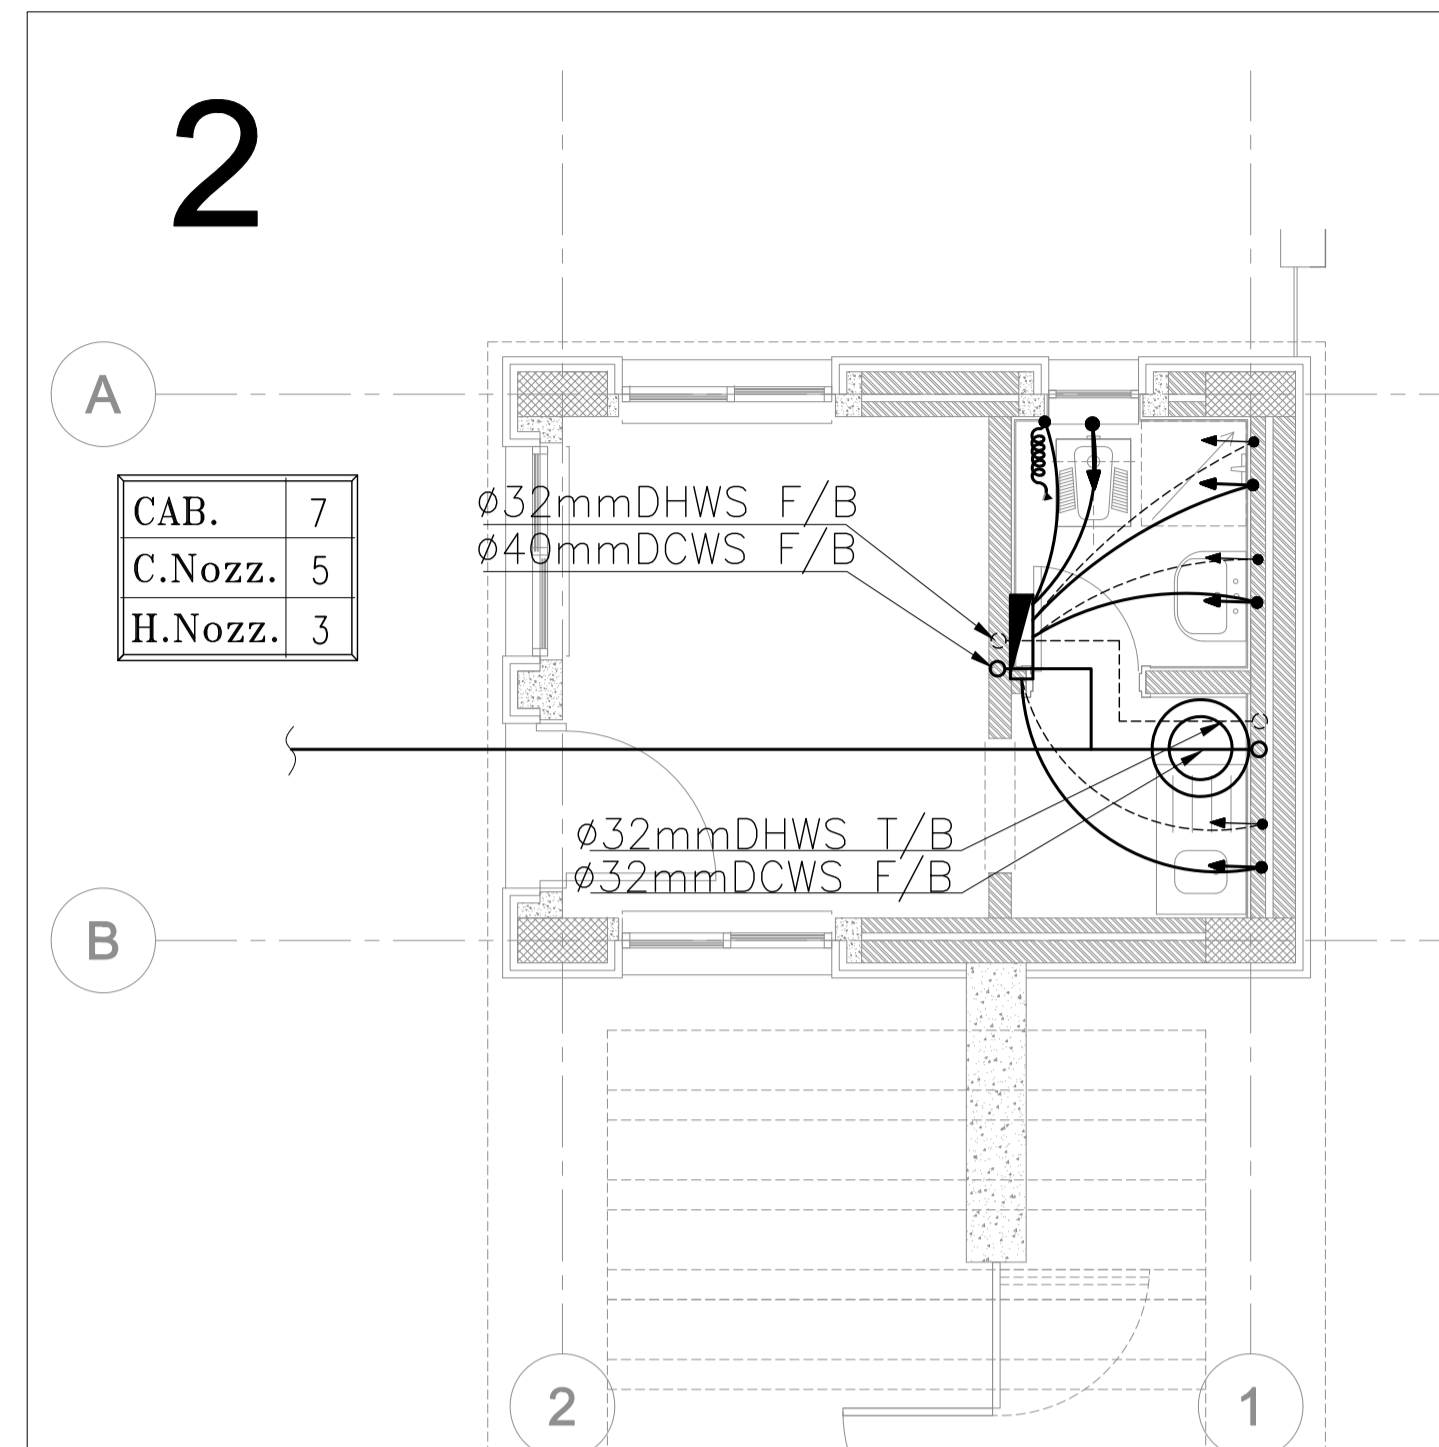 2
A
CAB. 7
C.Nozz. 5
H.Nozz. 3
ø32mmDHWS F/B
ø40mmDCWS F/B
ø32mmDHWS T/B
ø32mmDCWS F/B
B
2
1